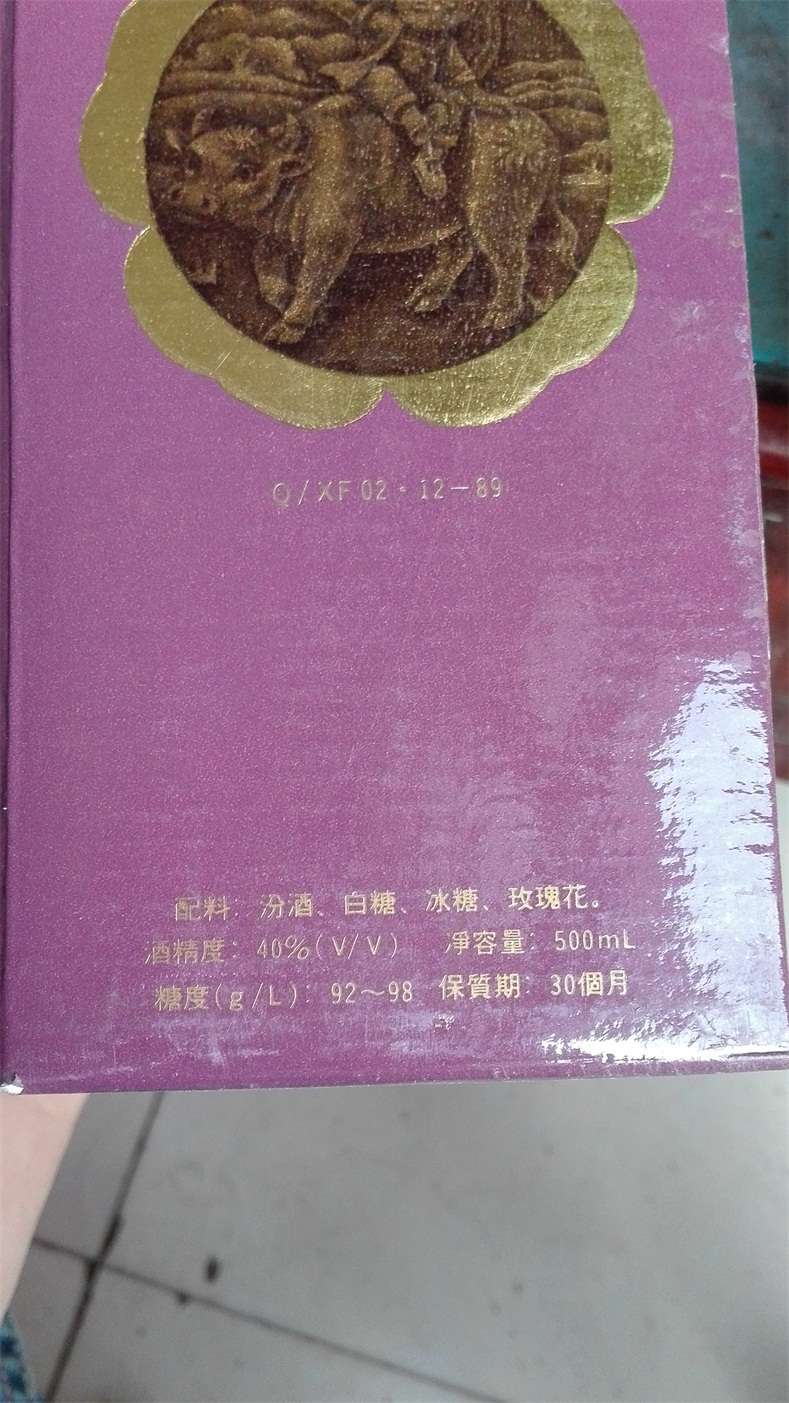 Q/XF 02·12—89
配料：汾酒、白糖、冰糖、玫瑰花。
酒精度：40%(V/V) 淨容量：500mL
糖度(g/L)：92～98 保質期：30個月